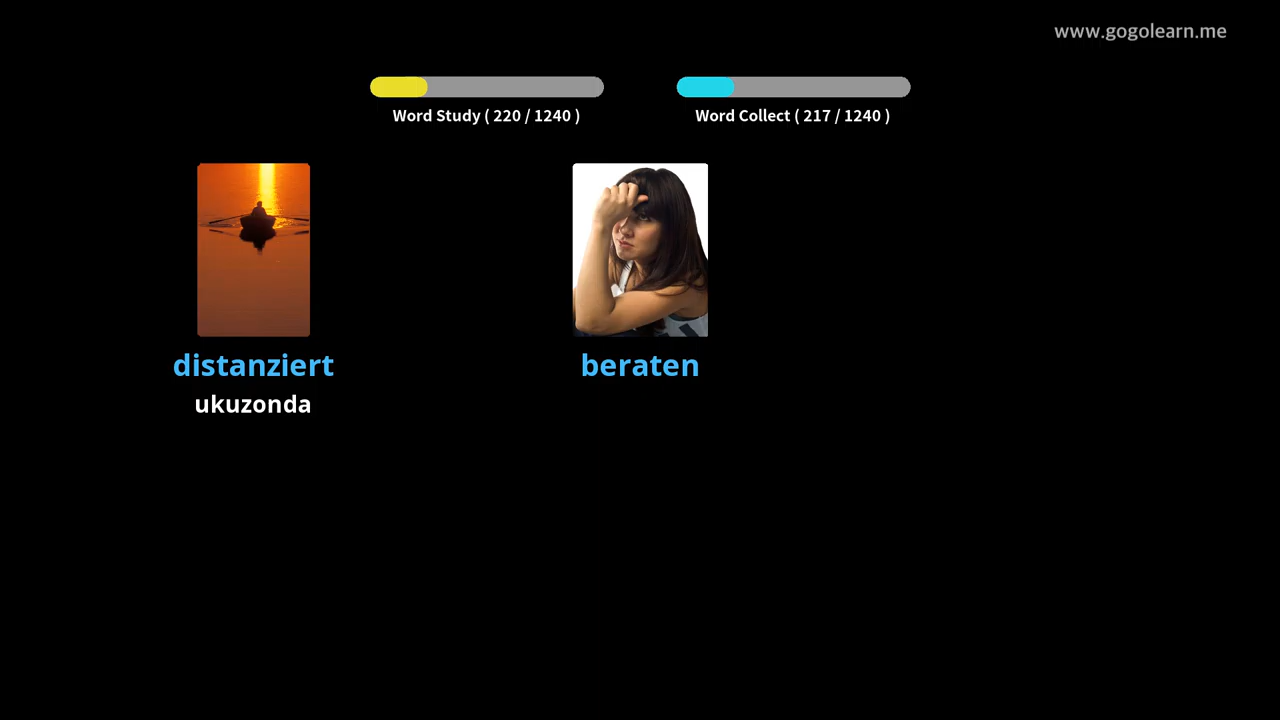 www.gogolearn.me
Word Study ( 220 / 1240 )
Word Collect ( 217 / 1240 )
distanziert
beraten
ukuzonda